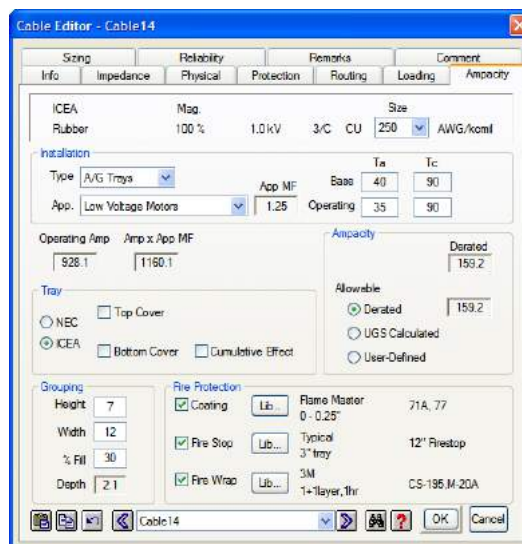 Cable Editor - Cable14
Sizing Reliability Remarks Comment
Info Impedance Physical Protection Routing Loading Ampacity
ICEA Mag. Size
Rubber 100 % 1.0 kV 3/C CU 250 AWG/kcmil
Installation
Ta Tc
Type A/G Trays App MF Base 40 90
App. Low Voltage Motors 1.25 Operating 35 90
Operating Amp Amp x App MF Ampacity
928.1 1160.1 Derated
159.2
Tray Allowable
NEC Top Cover Derated 159.2
ICEA Bottom Cover Cumulative Effect UGS Calculated
User-Defined
Grouping Fire Protection
Height 7 Coating Lib... Flame Master 71A, 77
0 - 0.25"
Width 12
% Fill 30 Fire Stop Lib... Typical 12" Firestop
3" tray
Depth 2.1 Fire Wrap Lib... 3M CS-195,M-20A
1+1layer,1hr
Cable14 ? OK Cancel